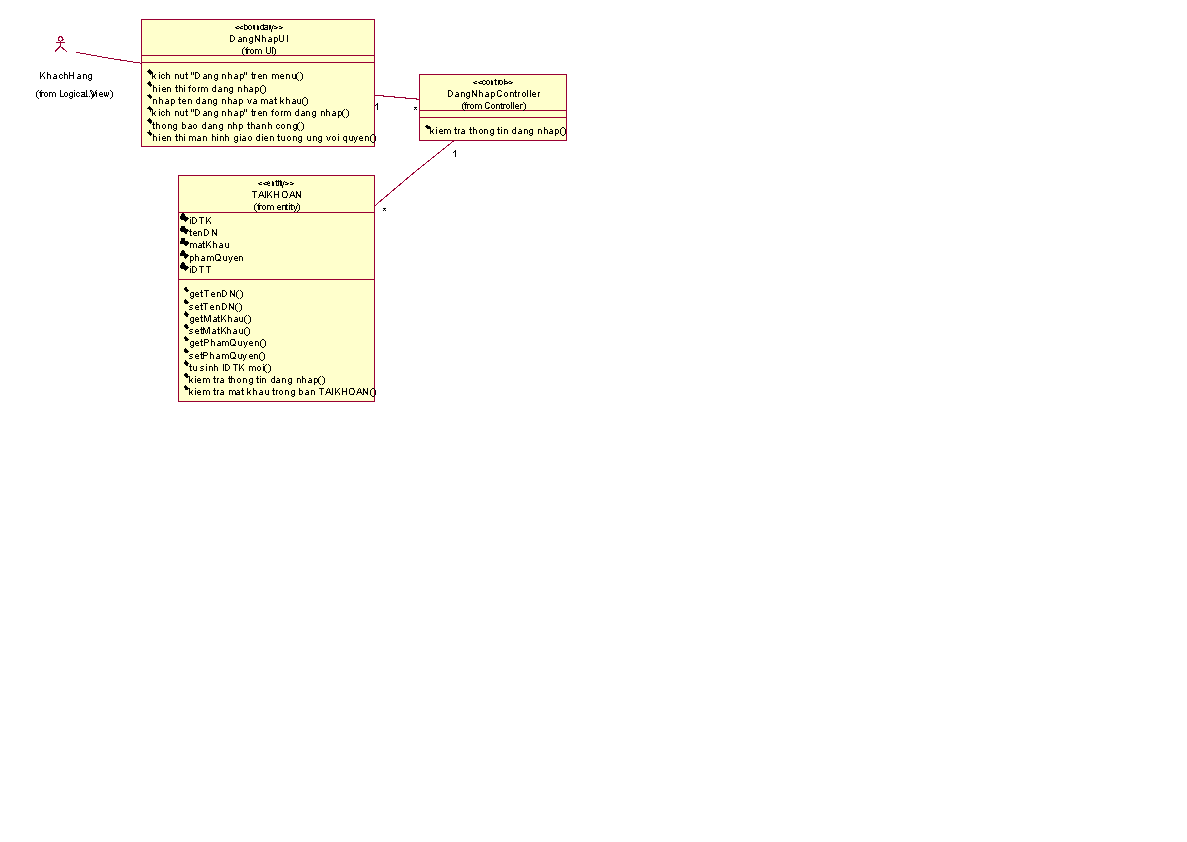 KhachHang
(from Logical View)
<<boundary>>
DangNhapUI
(from UI)
kich nut "Dang nhap" tren menu()
hien thi form dang nhap()
nhap ten dang nhap va mat khau()
kich nut "Dang nhap" tren form dang nhap()
thong bao dang nhp thanh cong()
hien thi man hinh giao dien tuong ung voi quyen()
1
*
<<control>>
DangNhapController
(from Controller)
kiem tra thong tin dang nhap()
1
*
<<entity>>
TAIKHOAN
(from entity)
iDTK
tenDN
matKhau
phamQuyen
iDTT
getTenDN()
setTenDN()
getMatKhau()
setMatKhau()
getPhamQuyen()
setPhamQuyen()
tu sinh IDTK moi()
kiem tra thong tin dang nhap()
kiem tra mat khau trong ban TAIKHOAN()